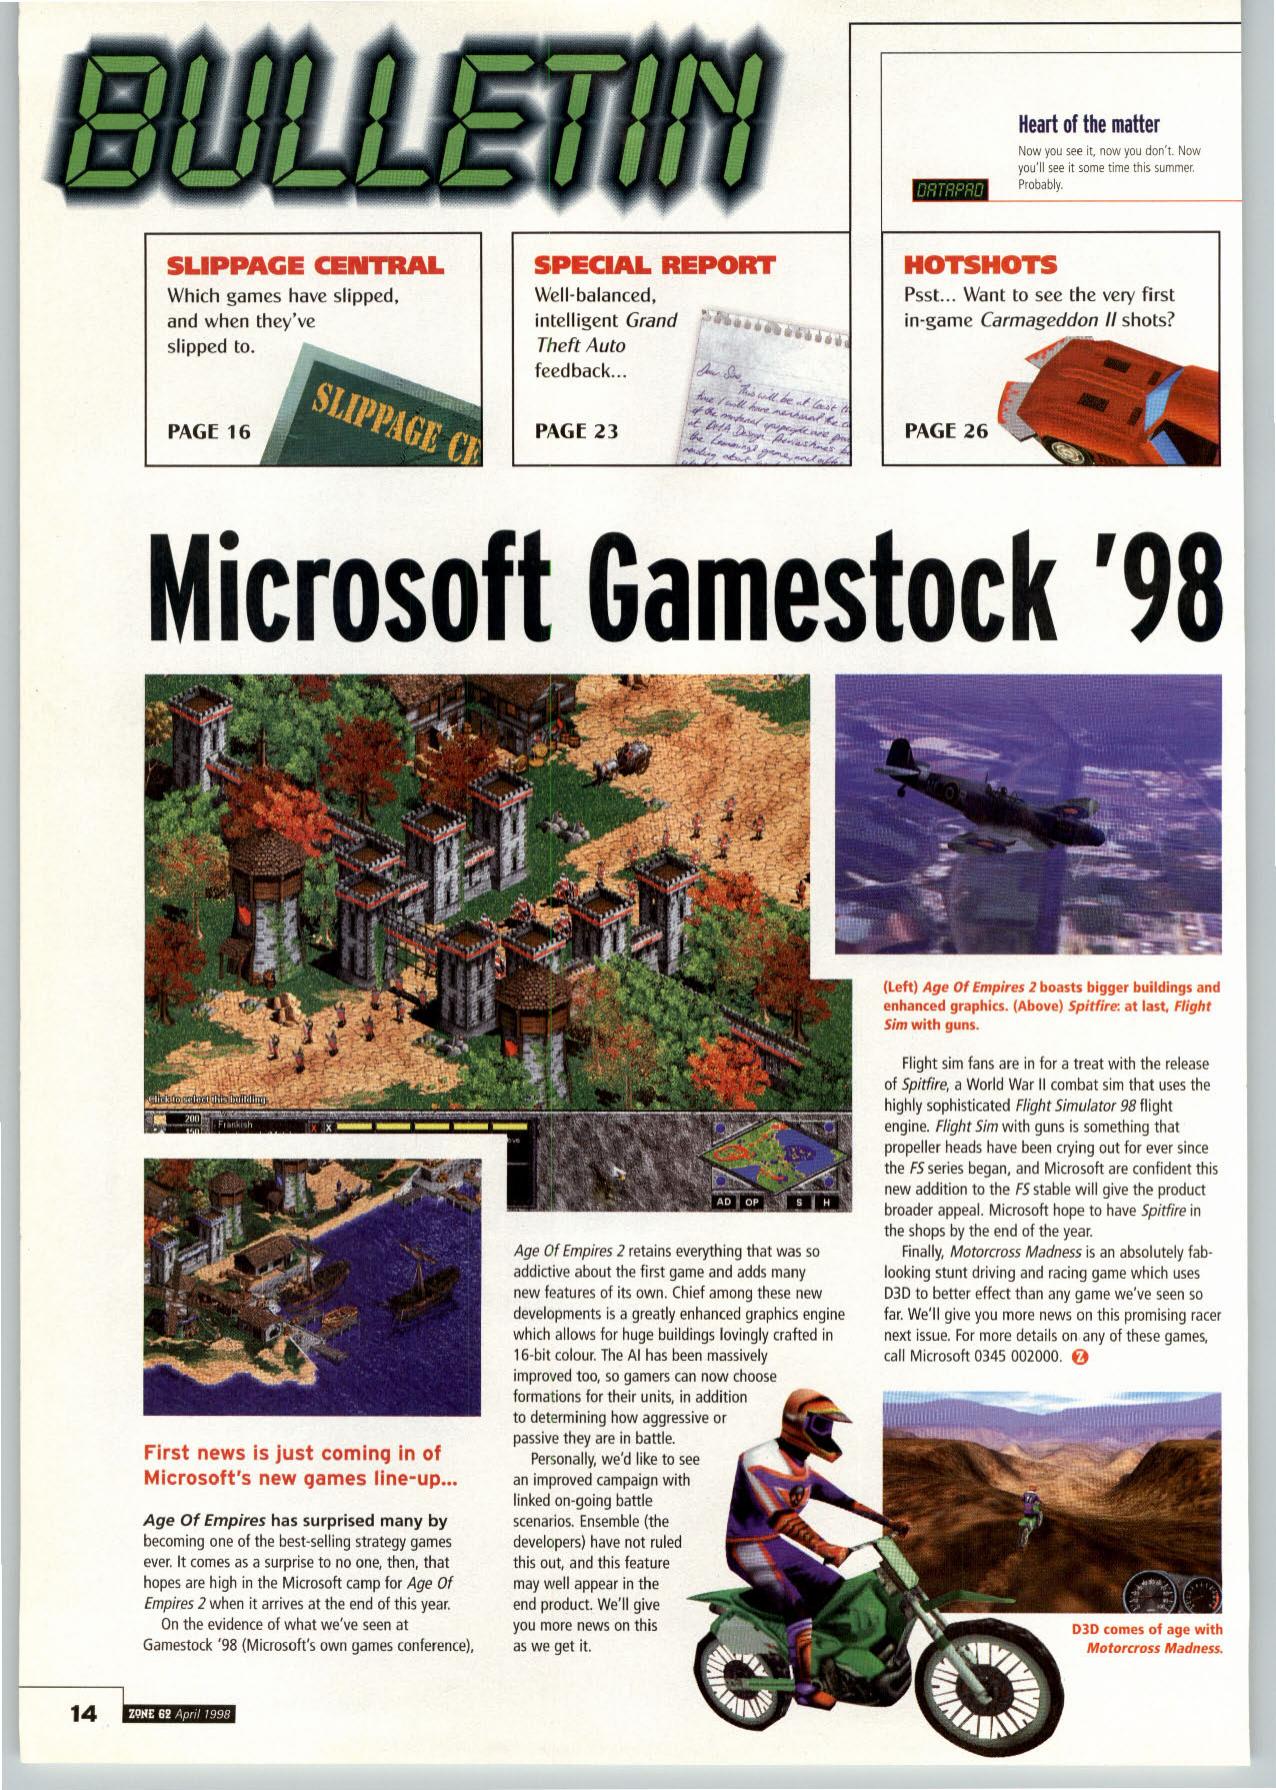 BULLETIN
Heart of the matter
Now you see it, now you don't. Now
you'll see it some time this summer.
Probably.
DATAPAD
SLIPPAGE CENTRAL
Which games have slipped,
and when they've
slipped to.
SLIPPAGE CE
PAGE 16
SPECIAL REPORT
Well-balanced,
intelligent Grand
Theft Auto
feedback...
PAGE 23
HOTSHOTS
Psst... Want to see the very first
in-game Carmageddon II shots?
PAGE 26
Microsoft Gamestock '98
Click to select this building
200
150
Frankish
X X
AD OP S H
(Left) Age Of Empires 2 boasts bigger buildings and
enhanced graphics. (Above) Spitfire: at last, Flight
Sim with guns.
First news is just coming in of
Microsoft's new games line-up...
Age Of Empires has surprised many by
becoming one of the best-selling strategy games
ever. It comes as a surprise to no one, then, that
hopes are high in the Microsoft camp for Age Of
Empires 2 when it arrives at the end of this year.
On the evidence of what we've seen at
Gamestock '98 (Microsoft's own games conference),
Age Of Empires 2 retains everything that was so
addictive about the first game and adds many
new features of its own. Chief among these new
developments is a greatly enhanced graphics engine
which allows for huge buildings lovingly crafted in
16-bit colour. The AI has been massively
improved too, so gamers can now choose
formations for their units, in addition
to determining how aggressive or
passive they are in battle.
Personally, we'd like to see
an improved campaign with
linked on-going battle
scenarios. Ensemble (the
developers) have not ruled
this out, and this feature
may well appear in the
end product. We'll give
you more news on this
as we get it.
Flight sim fans are in for a treat with the release
of Spitfire, a World War II combat sim that uses the
highly sophisticated Flight Simulator 98 flight
engine. Flight Sim with guns is something that
propeller heads have been crying out for ever since
the FS series began, and Microsoft are confident this
new addition to the FS stable will give the product
broader appeal. Microsoft hope to have Spitfire in
the shops by the end of the year.
Finally, Motorcross Madness is an absolutely fab-
looking stunt driving and racing game which uses
D3D to better effect than any game we've seen so
far. We'll give you more news on this promising racer
next issue. For more details on any of these games,
call Microsoft 0345 002000. Z
D3D comes of age with
Motorcross Madness.
14 ZONE 62 April 1998